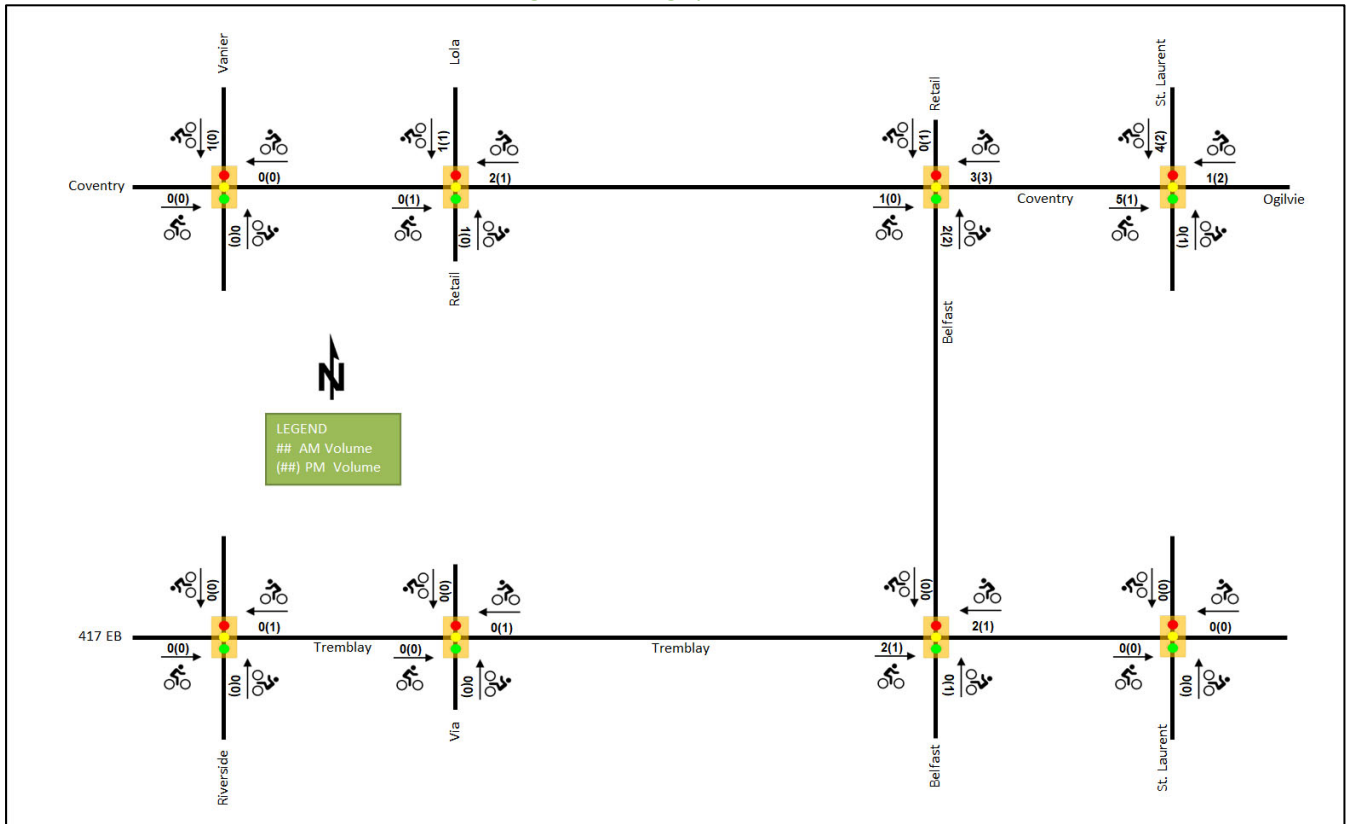 Vanier
Lola
Retail
St. Laurent
1(0)
1(1)
0(1)
4(2)
Coventry
0(0)
2(1)
3(3)
Coventry
1(2)
Ogilvie
0(0)
0(1)
1(0)
5(1)
0(0)
1(0)
2(2)
0(1)
Retail
Belfast
N
LEGEND
## AM Volume
(##) PM Volume
0(0)
0(0)
0(0)
0(0)
417 EB
0(1)
Tremblay
0(1)
Tremblay
2(1)
0(0)
0(0)
0(0)
2(1)
0(0)
0(0)
0(0)
0(1)
0(0)
Riverside
Via
Belfast
St. Laurent